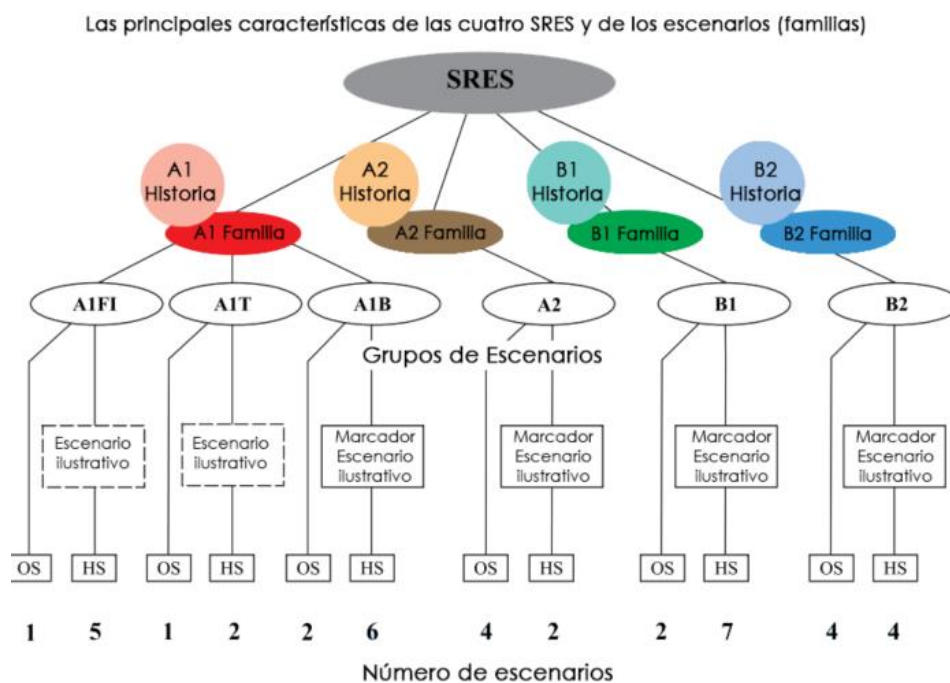 Las principales características de las cuatro SRES y de los escenarios (familias)
SRES
A1
Historia
A2
Historia
B1
Historia
B2
Historia
A1 Familia
A2 Familia
B1 Familia
B2 Familia
A1FI
A1T
A1B
A2
B1
B2
Grupos de Escenarios
Escenario
ilustrativo
Escenario
ilustrativo
Marcador
Escenario
ilustrativo
Marcador
Escenario
ilustrativo
Marcador
Escenario
ilustrativo
Marcador
Escenario
ilustrativo
OS HS OS HS OS HS OS HS OS HS OS HS
1 5 1 2 2 6 4 2 2 7 4 4
Número de escenarios